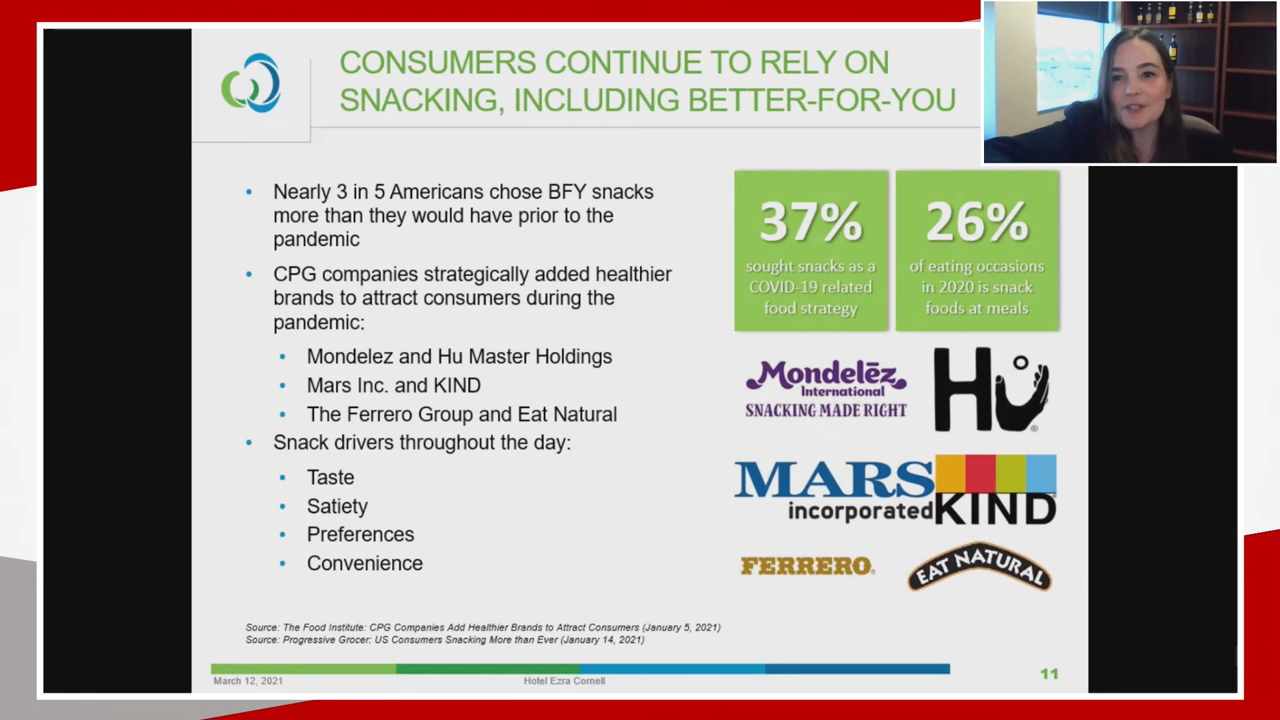 CONSUMERS CONTINUE TO RELY ON
SNACKING, INCLUDING BETTER-FOR-YOU
• Nearly 3 in 5 Americans chose BFY snacks
more than they would have prior to the
pandemic
• CPG companies strategically added healthier
brands to attract consumers during the
pandemic:
• Mondelez and Hu Master Holdings
• Mars Inc. and KIND
• The Ferrero Group and Eat Natural
• Snack drivers throughout the day:
• Taste
• Satiety
• Preferences
• Convenience
37%
sought snacks as a
COVID-19 related
food strategy
26%
of eating occasions
in 2020 is snack
foods at meals
Mondelēz
International
SNACKING MADE RIGHT
Hu
MARS
incorporated
KIND
FERRERO
EAT NATURAL
Source: The Food Institute: CPG Companies Add Healthier Brands to Attract Consumers (January 5, 2021)
Source: Progressive Grocer: US Consumers Snacking More than Ever (January 14, 2021)
March 12, 2021
Hotel Ezra Cornell
11